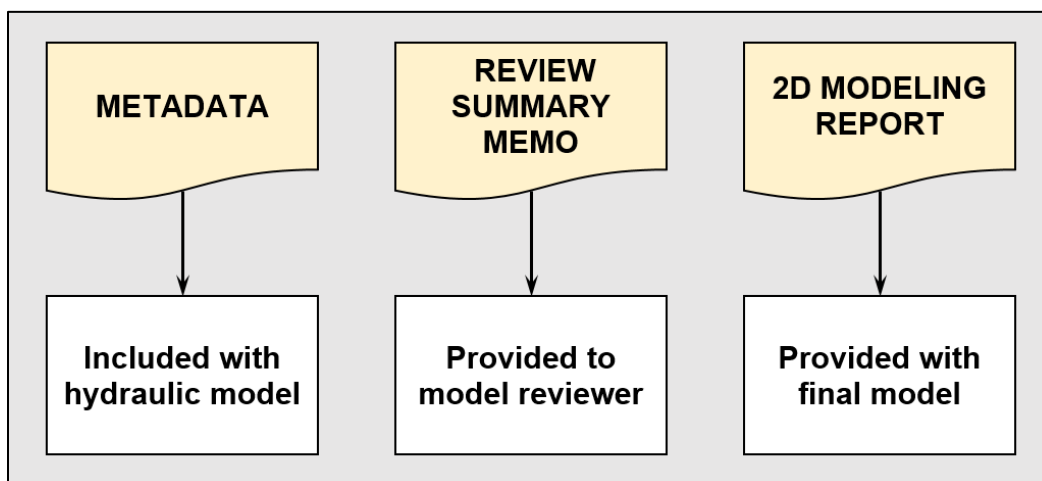 METADATA
REVIEW
SUMMARY
MEMO
2D MODELING
REPORT
Included with
hydraulic model
Provided to
model reviewer
Provided with
final model